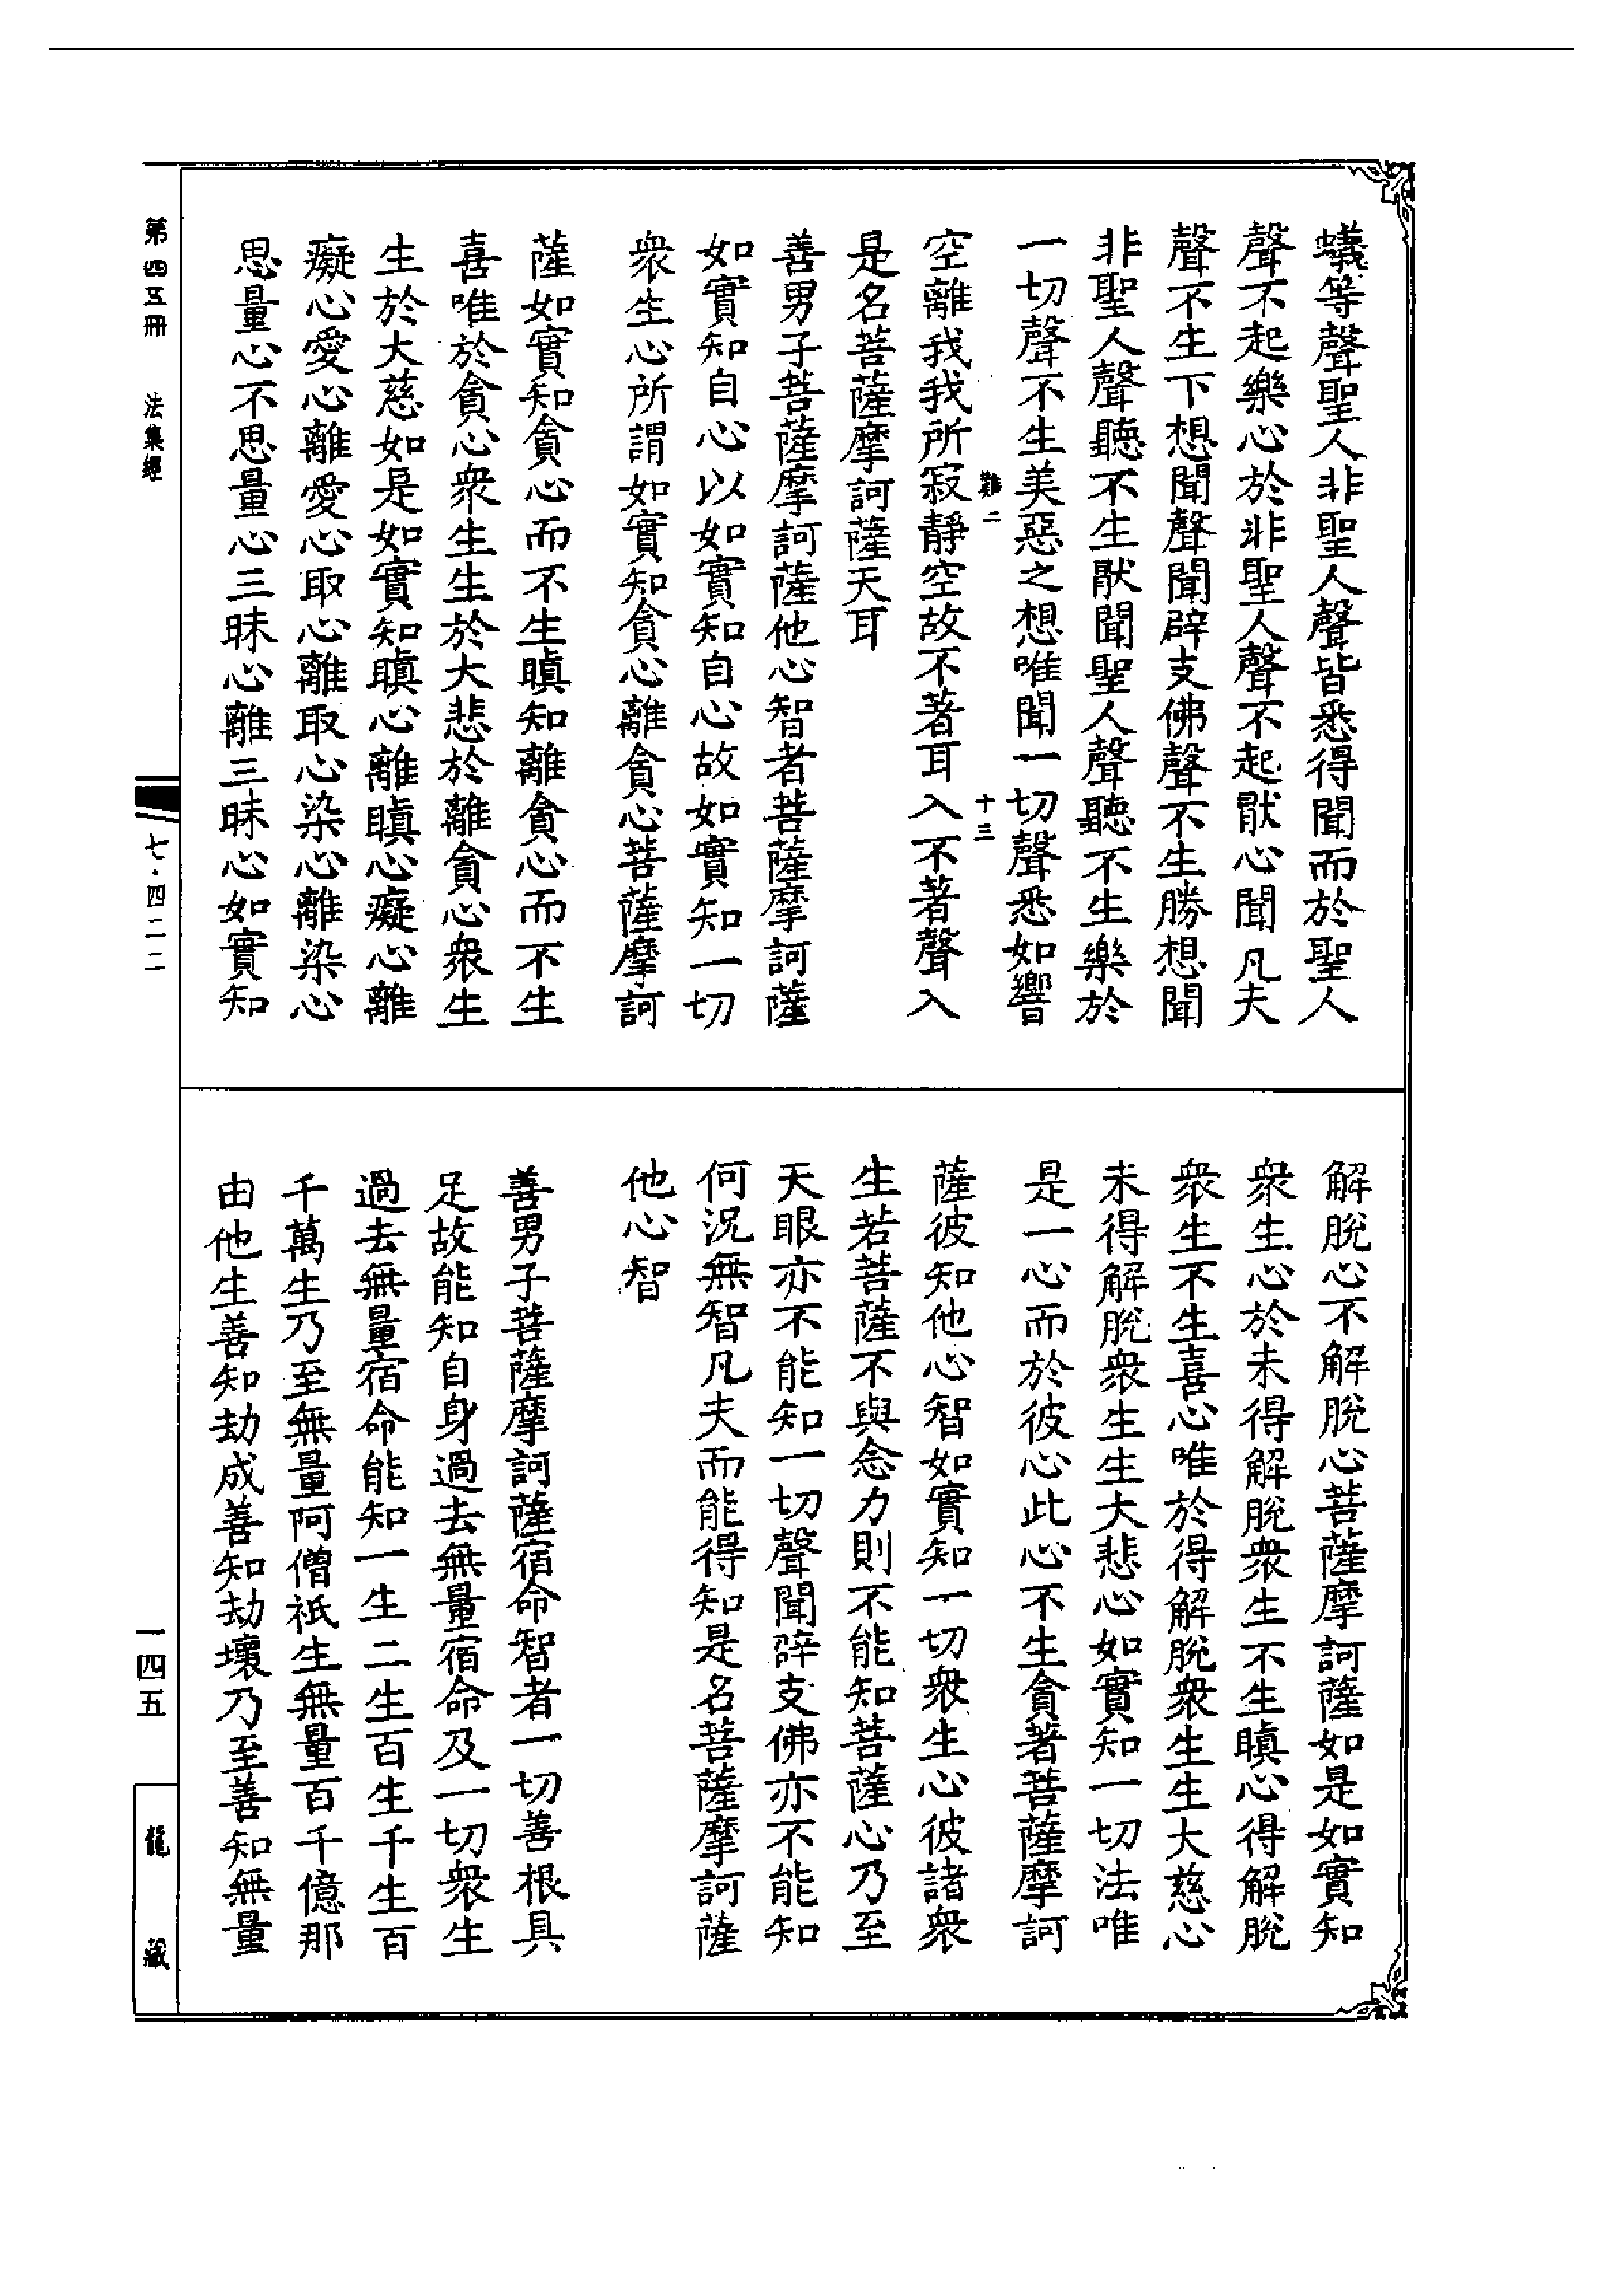 蟻等聲聖人非聖人聲皆悉得聞而於聖人
聲不起樂心於非聖人聲不起猒心聞凡夫
聲不生下想聞聲聞辟支佛聲不生勝想聞
非聖人聲聽不生猒聞聖人聲聽不生樂於
一切聲不生美惡之想唯聞一切聲悉如響
難二
十三
空離我我所寂靜空故不著耳入不著聲入
是名菩薩摩訶薩天耳
善男子菩薩摩訶薩他心智者菩薩摩訶薩
如實知自心以如實知自心故如實知一切
衆生心所謂如實知貪心離貪心菩薩摩訶
薩如實知貪心而不生瞋知離貪心而不生
喜唯於貪心衆生生於大悲於離貪心衆生
生於大慈如是如實知瞋心離瞋心癡心離
癡心愛心離愛心取心離取心染心離染心
思量心不思量心三昧心離三昧心如實知
解脫心不解脫心菩薩摩訶薩如是如實知
衆生心於未得解脫衆生不生瞋心得解脫
衆生不生喜心唯於得解脫衆生生大慈心
未得解脫衆生生大悲心如實知一切法唯
是一心而於彼心此心不生貪著菩薩摩訶
薩彼知他心智如實知一切衆生心彼諸衆
生若菩薩不與念力則不能知菩薩心乃至
天眼亦不能知一切聲聞辟支佛亦不能知
何況無智凡夫而能得知是名菩薩摩訶薩
他心智
善男子菩薩摩訶薩宿命智者一切善根具
足故能知自身過去無量宿命及一切衆生
過去無量宿命能知一生二生百生千生百
千萬生乃至無量阿僧祇生無量百千億那
由他生善知劫成善知劫壞乃至善知無量
第四五冊
法集經
七·四二二
一四五
龍藏